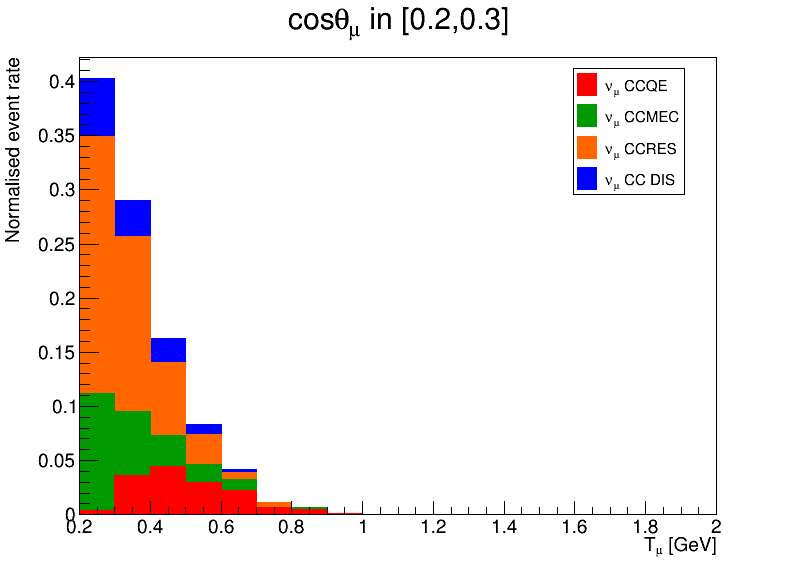 cosθμ in [0.2,0.3]
Normalised event rate
0.4
0.35
0.3
0.25
0.2
0.15
0.1
0.05
0
νμ CCQE
νμ CCMEC
νμ CCRES
νμ CC DIS
0.2 0.4 0.6 0.8 1 1.2 1.4 1.6 1.8 2
Tμ [GeV]